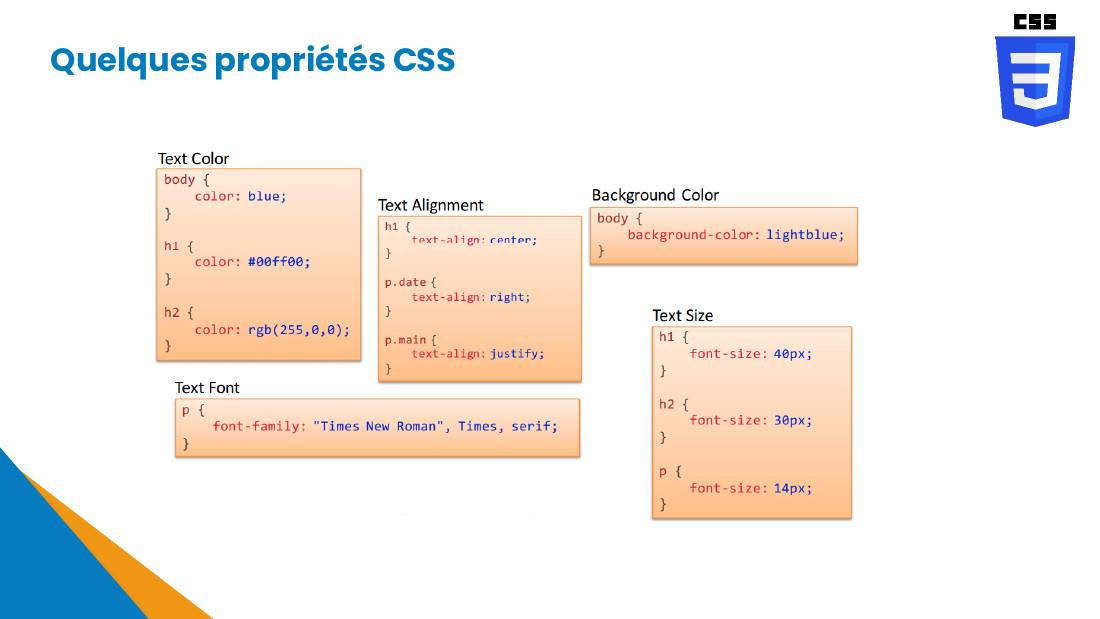 CSS
Quelques propriétés CSS
Text Color
body {
    color: blue;
}
h1 {
    color: #00ff00;
}
h2 {
    color: rgb(255,0,0);
}
Text Alignment
h1 {
    text-align: center;
}
p.date {
    text-align: right;
}
p.main {
    text-align: justify;
}
Background Color
body {
    background-color: lightblue;
}
Text Size
h1 {
    font-size: 40px;
}
h2 {
    font-size: 30px;
}
p {
    font-size: 14px;
}
Text Font
p {
    font-family: "Times New Roman", Times, serif;
}